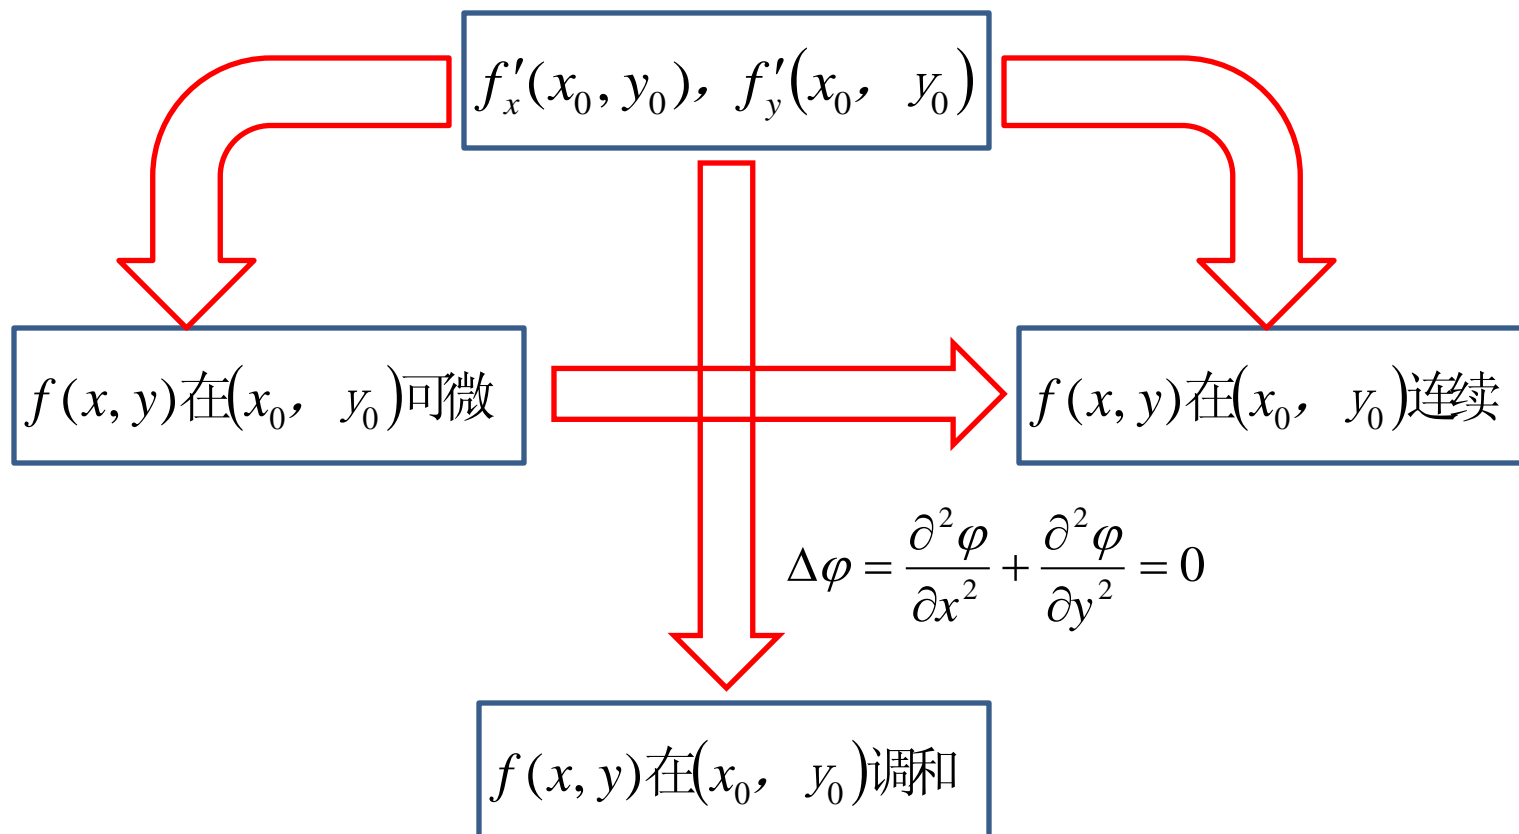 f′ₓ(x₀, y₀)，f′ᵧ(x₀， y₀)
f(x, y)在(x₀， y₀)可微
f(x, y)在(x₀， y₀)连续
Δφ = ∂²φ/∂x² + ∂²φ/∂y² = 0
f(x, y)在(x₀， y₀)调和